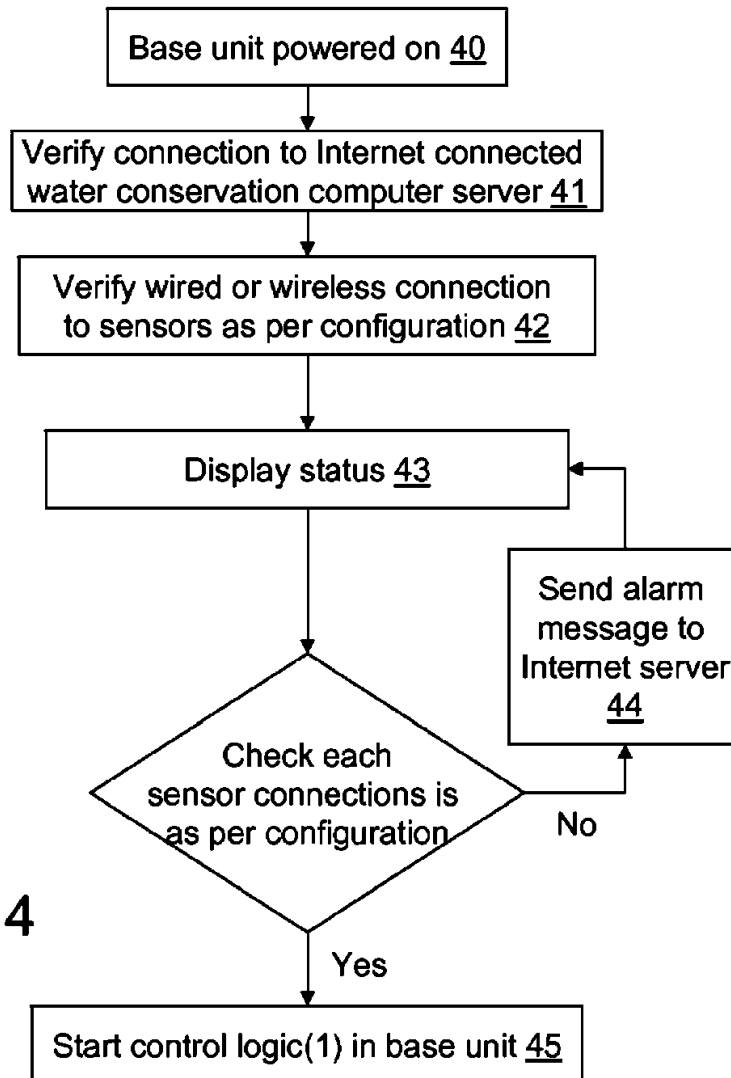 Base unit powered on 40
Verify connection to Internet connected
water conservation computer server 41
Verify wired or wireless connection
to sensors as per configuration 42
Display status 43
Send alarm
message to
Internet server
44
Check each
sensor connections is
as per configuration
No
4
Yes
Start control logic(1) in base unit 45